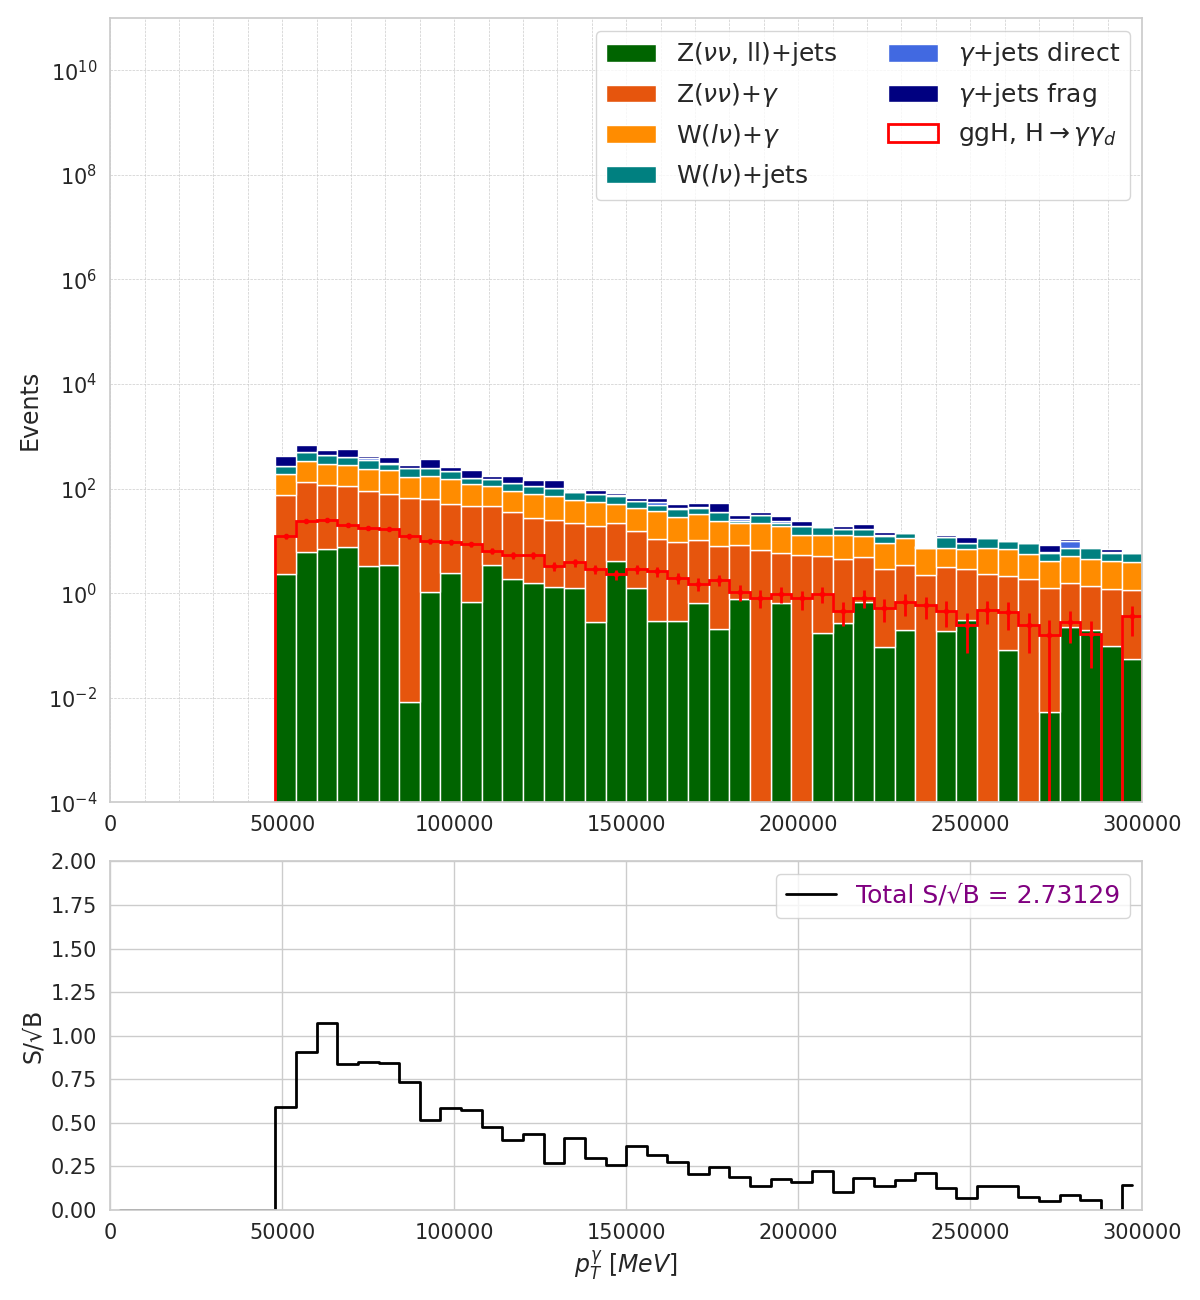 Z(νν, ll)+jets
Z(νν)+γ
W(lν)+γ
W(lν)+jets
γ+jets direct
γ+jets frag
ggH, H→γγ_d
Events
10^10
10^8
10^6
10^4
10^2
10^0
10^−2
10^−4
0 50000 100000 150000 200000 250000 300000
Total S/√B = 2.73129
S/√B
2.00
1.75
1.50
1.25
1.00
0.75
0.50
0.25
0.00
0 50000 100000 150000 200000 250000 300000
p_T^γ [MeV]